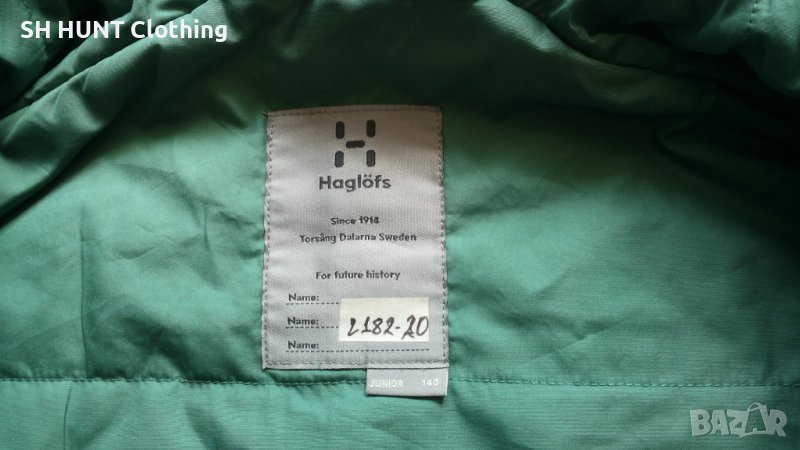 SH HUNT Clothing
Haglöfs
Since 1914
Torsång Dalarna Sweden
For future history
Name:
Name:
Name:
2182-20
JUNIOR 140
BAZAR